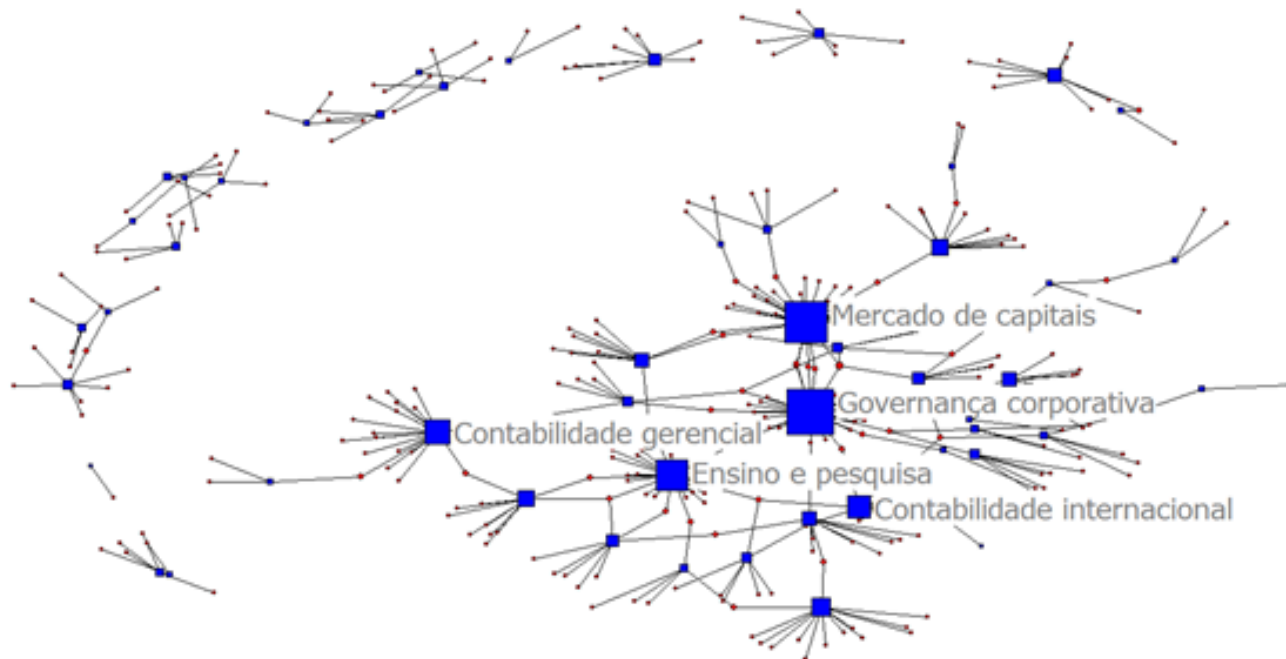 Mercado de capitais
Governança corporativa
Contabilidade gerencial
Ensino e pesquisa
Contabilidade internacional